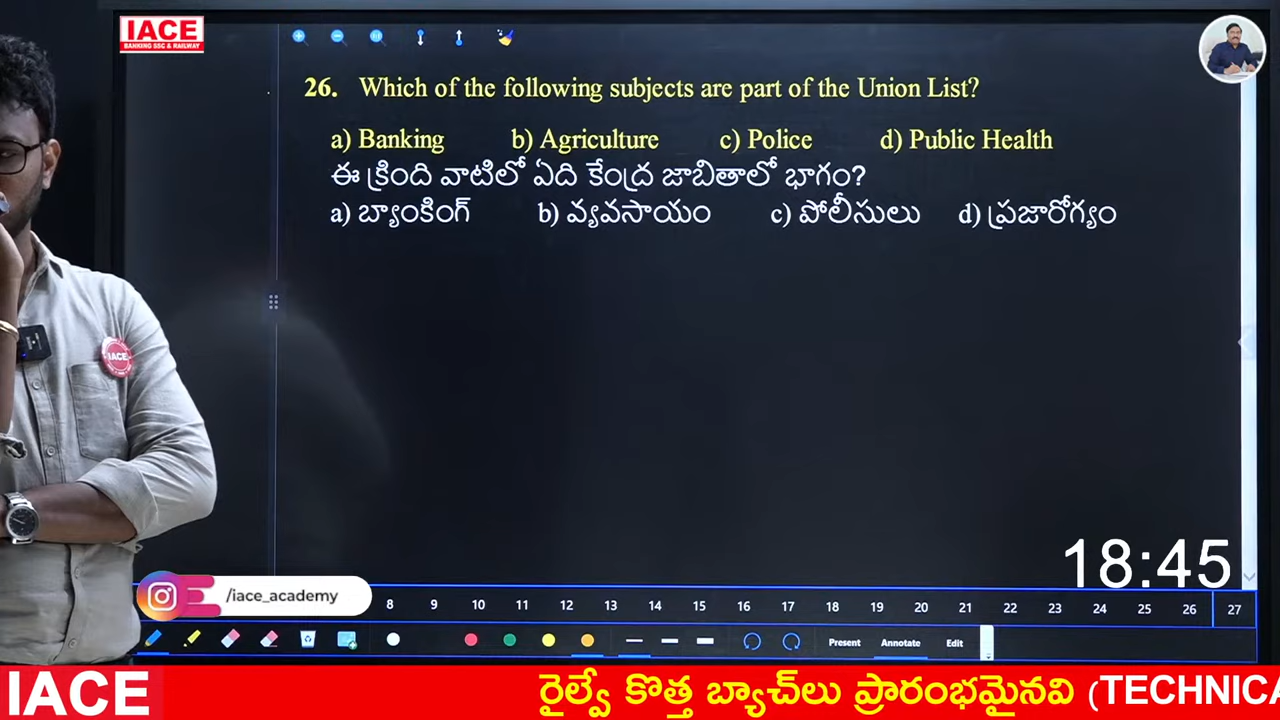 IACE
BANKING SSC & RAILWAY
26. Which of the following subjects are part of the Union List?
a) Banking b) Agriculture c) Police d) Public Health
ఈ క్రింది వాటిలో ఏది కేంద్ర జాబితాలో భాగం?
a) బ్యాంకింగ్ b) వ్యవసాయం c) పోలీసులు d) ప్రజారోగ్యం
IACE
18:45
/iace_academy
8 9 10 11 12 13 14 15 16 17 18 19 20 21 22 23 24 25 26 27
Present Annotate Edit
IACE రైల్వే కొత్త బ్యాచ్‌లు ప్రారంభమైనవి (TECHNICA